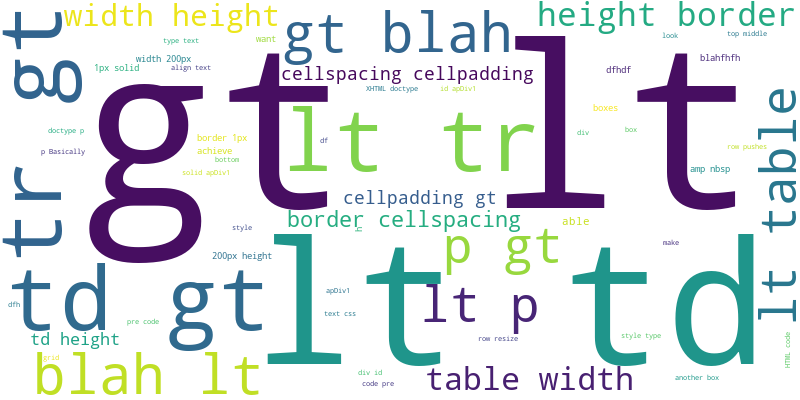 width height
height border
gt
gt blah
type text
want
look
top middle
width 200px
1px solid
align text
cellspacing cellpadding
dfhdf
blahfhfh
gt
lt
XHTML doctype
id apDiv1
table
lt
boxes
doctype p
border 1px
df
lt tr
div
box
p Basically
achieve
bottom
row pushes
tr
solid apDiv1
amp nbsp
cellpadding gt
style
border cellspacing
able
lt td
p gt
make
200px height
td gt
dfh
apDiv1
lt p
pre code
text css
td height
row resize
style type
HTML code
grid
blah lt
div id
code pre
table width
another box